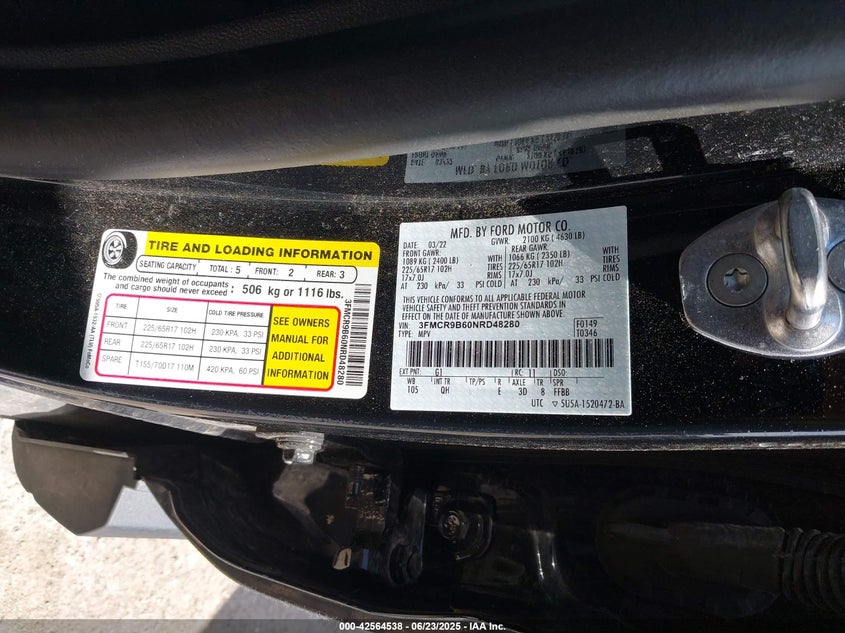 TIRE AND LOADING INFORMATION
SEATING CAPACITY TOTAL : 5 FRONT: 2 REAR: 3
The combined weight of occupants
and cargo should never exceed : 506 kg or 1116 lbs.
TIRE SIZE COLD TIRE PRESSURE
FRONT 225/65R17 102H 230 KPA, 33 PSI
REAR 225/65R17 102H 230 KPA, 33 PSI
SPARE T155/70D17 110M 420 KPA, 60 PSI
SEE OWNERS
MANUAL FOR
ADDITIONAL
INFORMATION
3FMCR9B60NRD48280
MFD. BY FORD MOTOR CO.
DATE: 03/22 GVWR: 2100 KG ( 4630 LB)
FRONT GAWR: REAR GAWR:
1089 KG ( 2400 LB) WITH 1066 KG ( 2350 LB) WITH
225/65R17 102H TIRES 225/65R17 102H TIRES
17x7.0J RIMS 17x7.0J RIMS
AT 230 kPa/ 33 PSI COLD AT 230 kPa/ 33 PSI COLD
THIS VEHICLE CONFORMS TO ALL APPLICABLE FEDERAL MOTOR
VEHICLE SAFETY AND THEFT PREVENTION STANDARDS IN EFFECT ON
THE DATE OF MANUFACTURE SHOWN ABOVE.
VIN: 3FMCR9B60NRD48280 F0149
TYPE: MPV T0346
EXT PNT: G1 RC: 11 DSO:
WB INT TR TP/PS R AXLE TR SPR
105 QH E 3D 8 FFBB
UTC ▽ 5U5A-1520472-BA
000-42564538 - 06/23/2025 - IAA Inc.